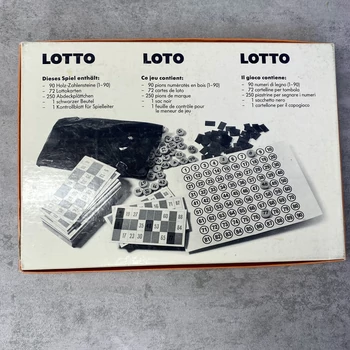 LOTTO
Dieses Spiel enthält:
– 90 Holz-Zahlensteine (1-90)
– 72 Lottokarten
– 250 Abdeckplättchen
– 1 schwarzer Beutel
– 1 Kontrollblatt für Spielleiter
LOTO
Ce jeu contient:
– 90 pions numérotés en bois (1-90)
– 72 cartes de loto
– 250 pions de marque
– 1 sac noir
– 1 feuille de contrôle pour
le meneur de jeu
LOTTO
Il gioco contiene:
– 90 numeri di legno (1-90)
– 72 cartelline per tombola
– 250 piastrine per segnare i numeri
– 1 sacchetto nero
– 1 cartellone per il capogioco